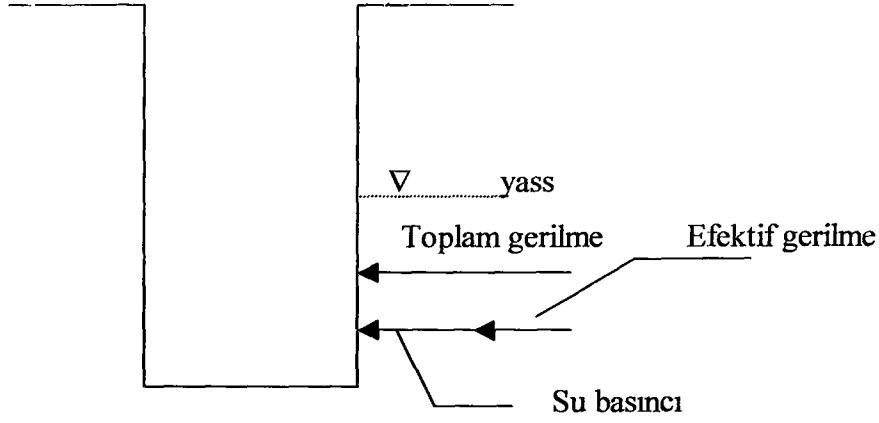 ∇ yass
Toplam gerilme
Efektif gerilme
Su basıncı